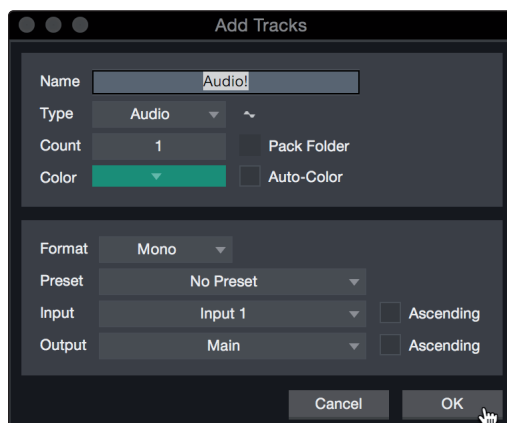 Add Tracks
Name Audio!
Type Audio
Count 1 Pack Folder
Color Auto-Color
Format Mono
Preset No Preset
Input Input 1 Ascending
Output Main Ascending
Cancel OK